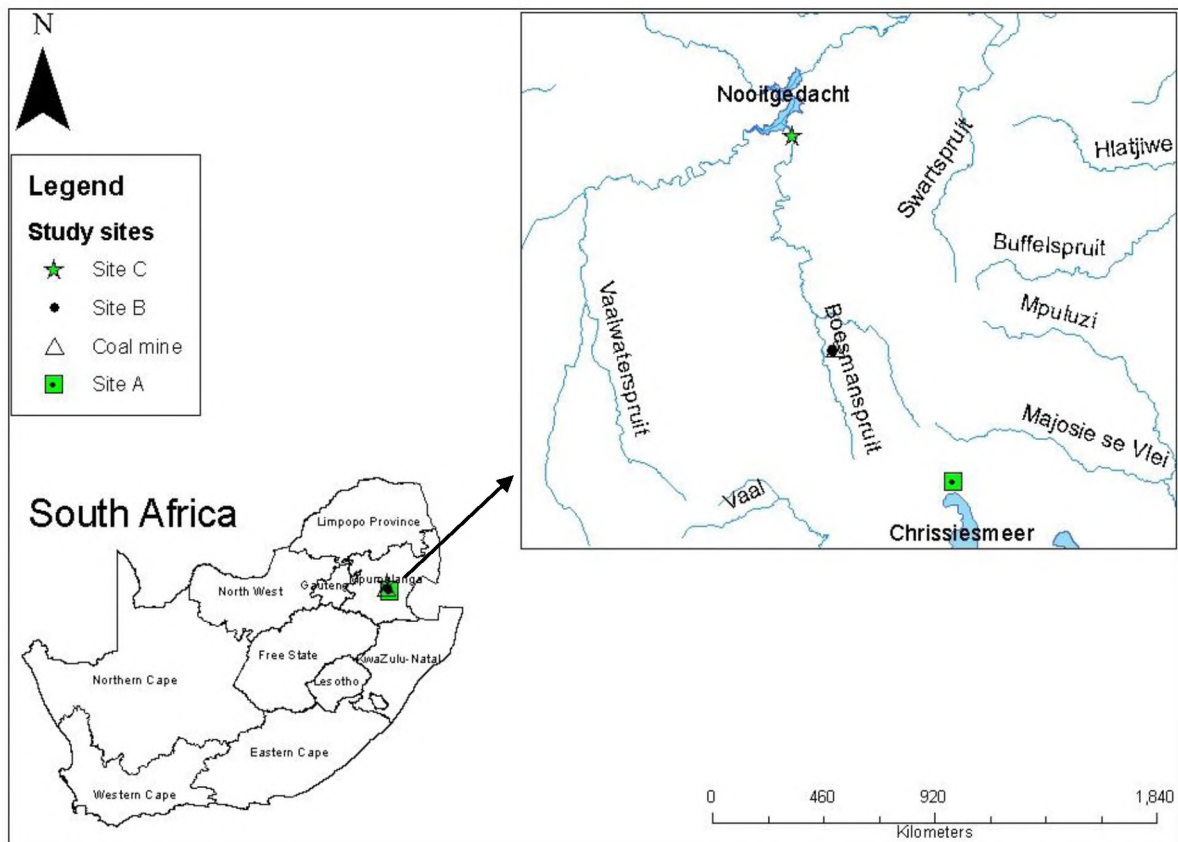 N
Legend
Study sites
Site C
Site B
Coal mine
Site A
Nooitgedacht
Swartspruit
Hlatjiwe
Buffelspruit
Mpuluzi
Vaalwaterspruit
Boesmanspruit
Majosie se Vlei
Vaal
Chrissiesmeer
South Africa
Limpopo Province
Mpumalanga
Gauteng
North West
Free State
KwaZulu-Natal
Lesotho
Northern Cape
Eastern Cape
Western Cape
0 460 920 1,840
Kilometers